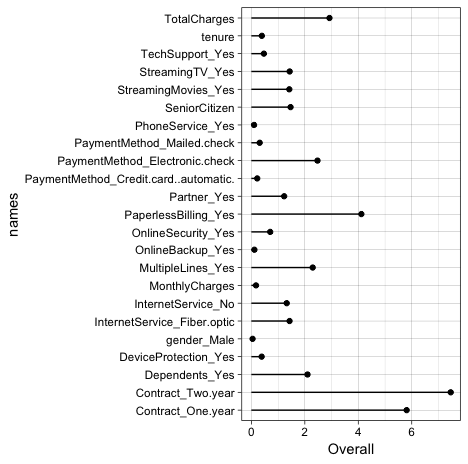 TotalCharges
tenure
TechSupport_Yes
StreamingTV_Yes
StreamingMovies_Yes
SeniorCitizen
PhoneService_Yes
PaymentMethod_Mailed.check
PaymentMethod_Electronic.check
PaymentMethod_Credit.card..automatic.
Partner_Yes
PaperlessBilling_Yes
OnlineSecurity_Yes
OnlineBackup_Yes
MultipleLines_Yes
MonthlyCharges
InternetService_No
InternetService_Fiber.optic
gender_Male
DeviceProtection_Yes
Dependents_Yes
Contract_Two.year
Contract_One.year
names
0 2 4 6
Overall